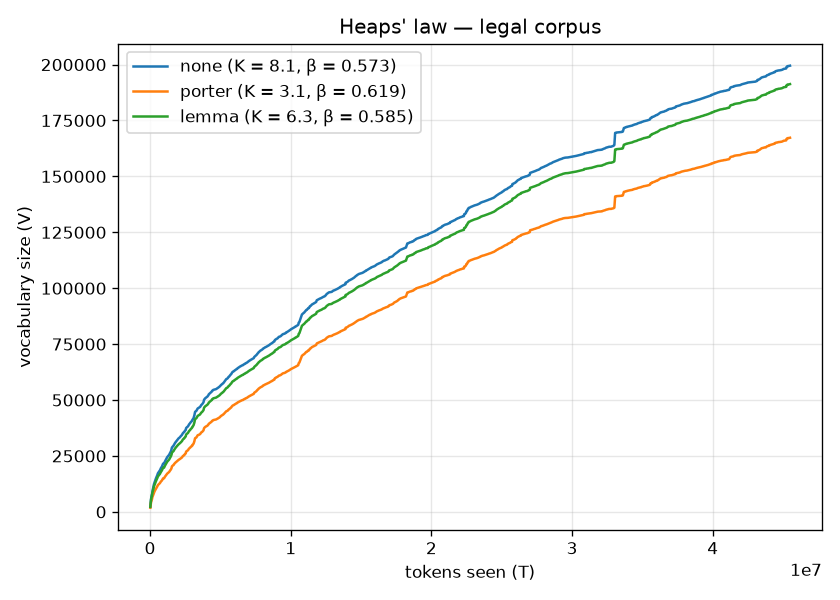 Heaps' law — legal corpus
none (K = 8.1, β = 0.573)
porter (K = 3.1, β = 0.619)
lemma (K = 6.3, β = 0.585)
vocabulary size (V)
200000
175000
150000
125000
100000
75000
50000
25000
0
0 1 2 3 4
1e7
tokens seen (T)